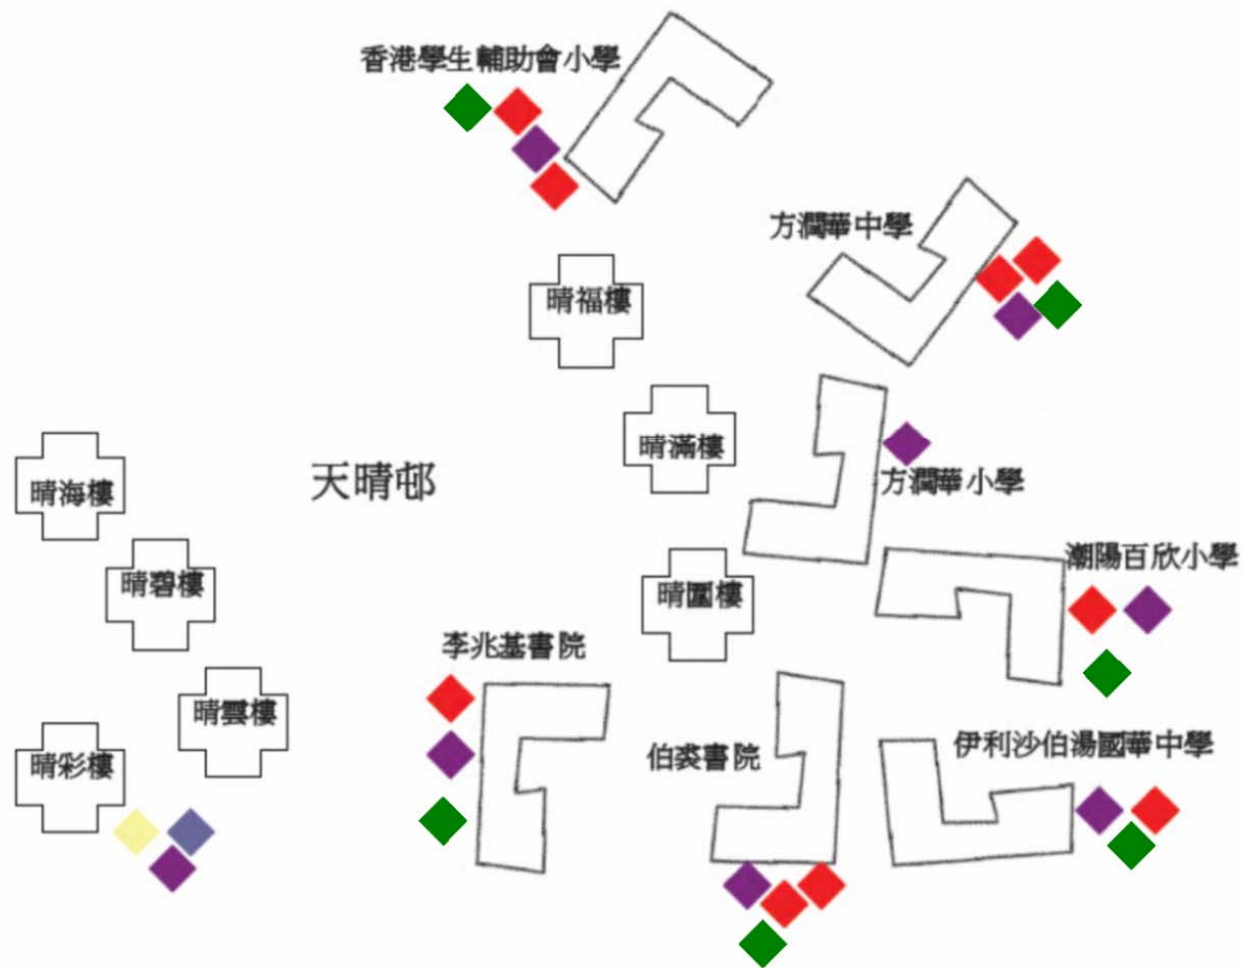 香港學生輔助會小學
方潤華中學
晴福樓
晴滿樓
天晴邨
晴海樓
方潤華小學
潮陽百欣小學
晴碧樓
晴圓樓
李兆基書院
晴雲樓
伯裘書院
伊利沙伯湯國華中學
晴彩樓